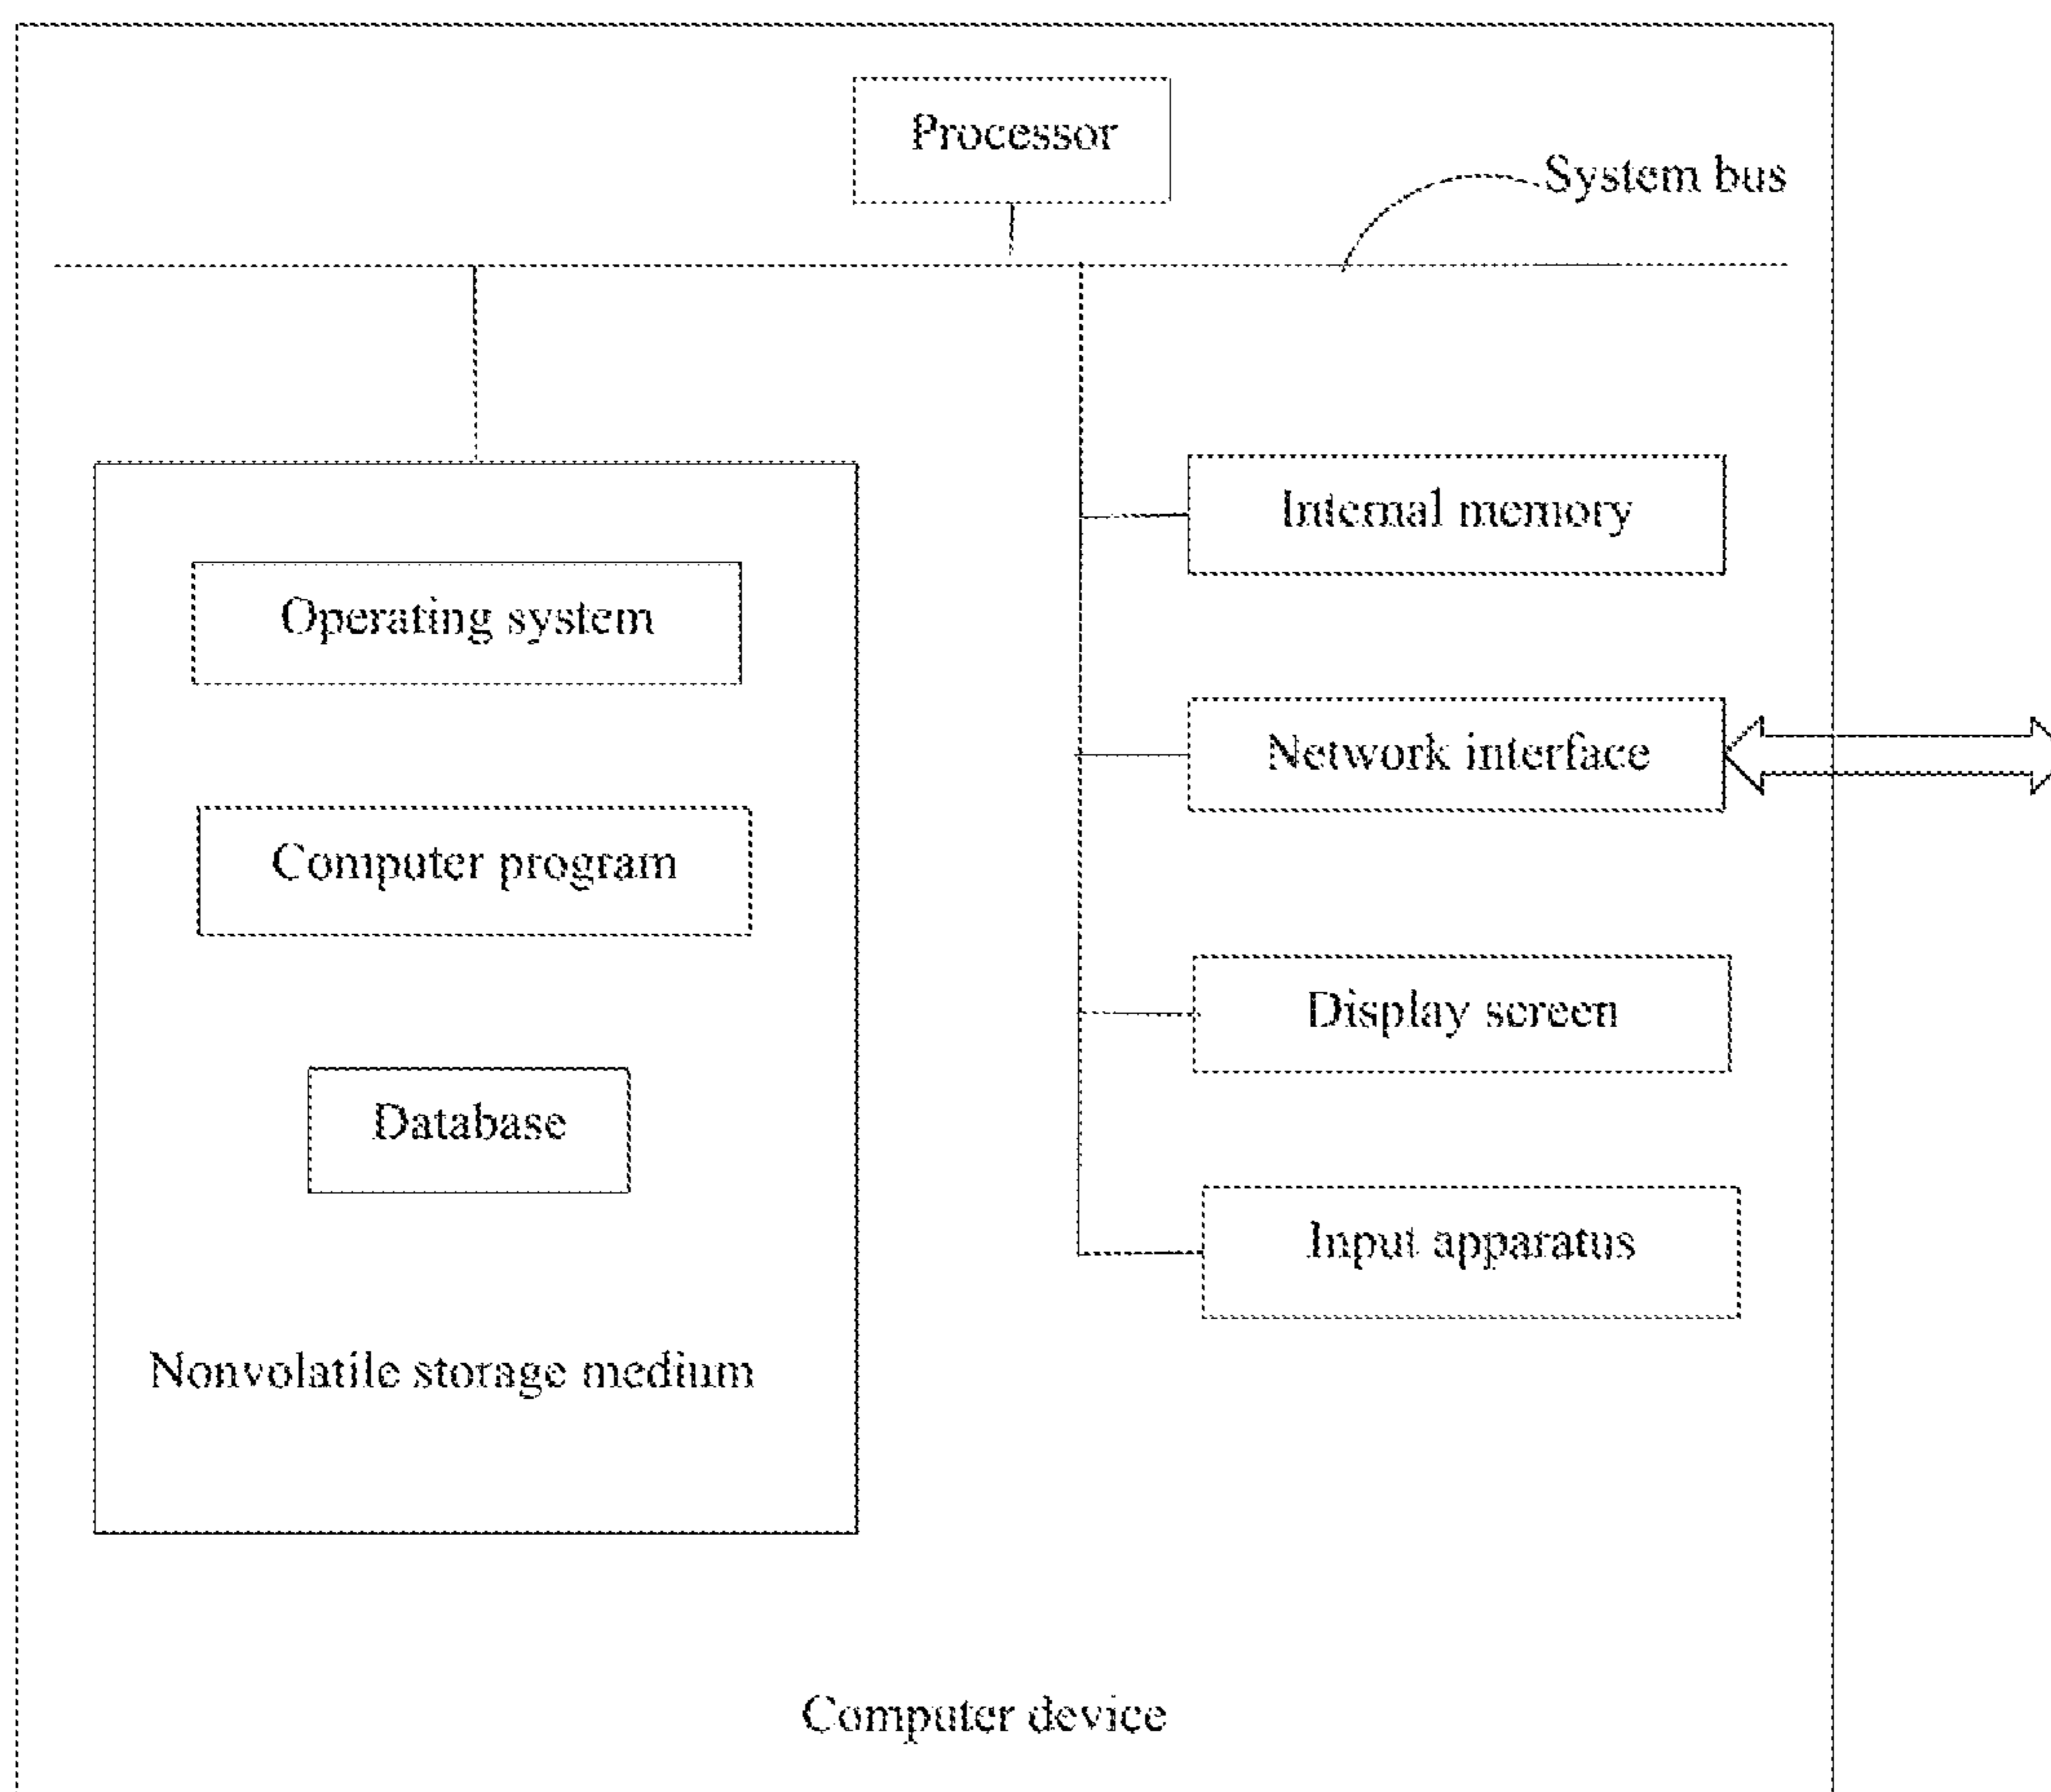 Processor
System bus
Internal memory
Operating system
Network interface
Computer program
Display screen
Database
Input apparatus
Nonvolatile storage medium
Computer device